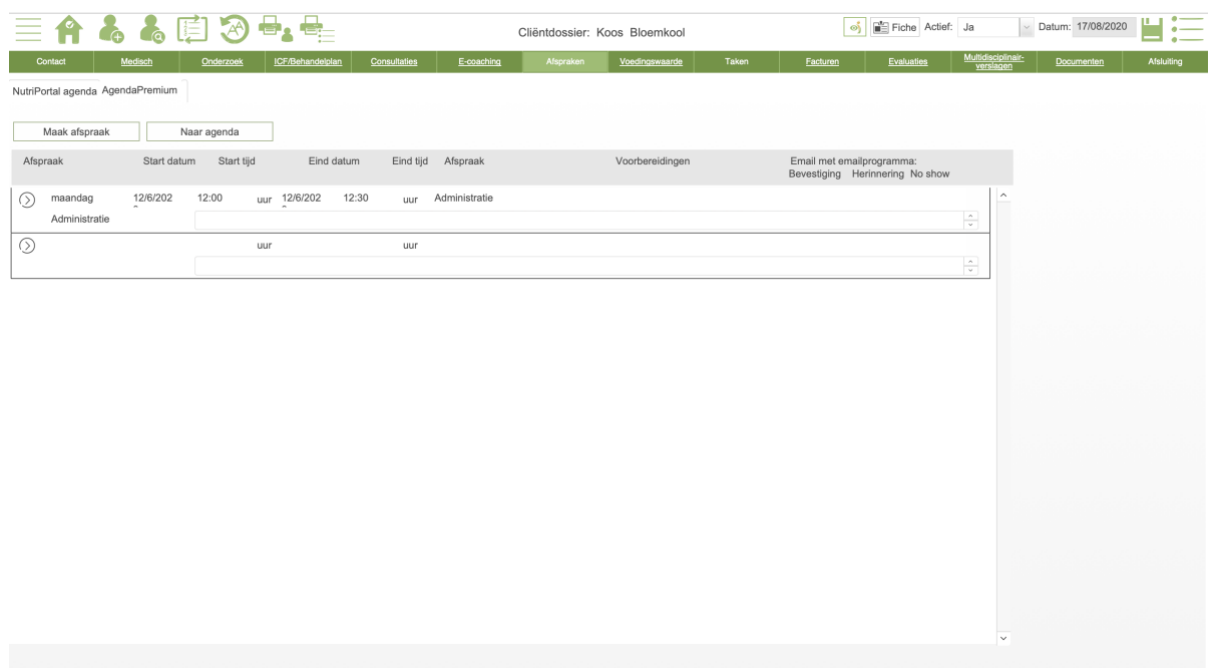 Cliëntdossier: Koos Bloemkool
Fiche Actief: Ja Datum: 17/08/2020
Contact Medisch Onderzoek ICF/Behandelplan Consultaties E-coaching Afspraken Voedingswaarde Taken Facturen Evaluaties Multidisciplinair-verslagen Documenten Afsluiting
NutriPortal agenda AgendaPremium
Maak afspraak Naar agenda
Afspraak Start datum Start tijd Eind datum Eind tijd Afspraak Voorbereidingen Email met emailprogramma:
Bevestiging Herinnering No show
maandag 12/6/202 12:00 uur 12/6/202 12:30 uur Administratie
Administratie
uur uur